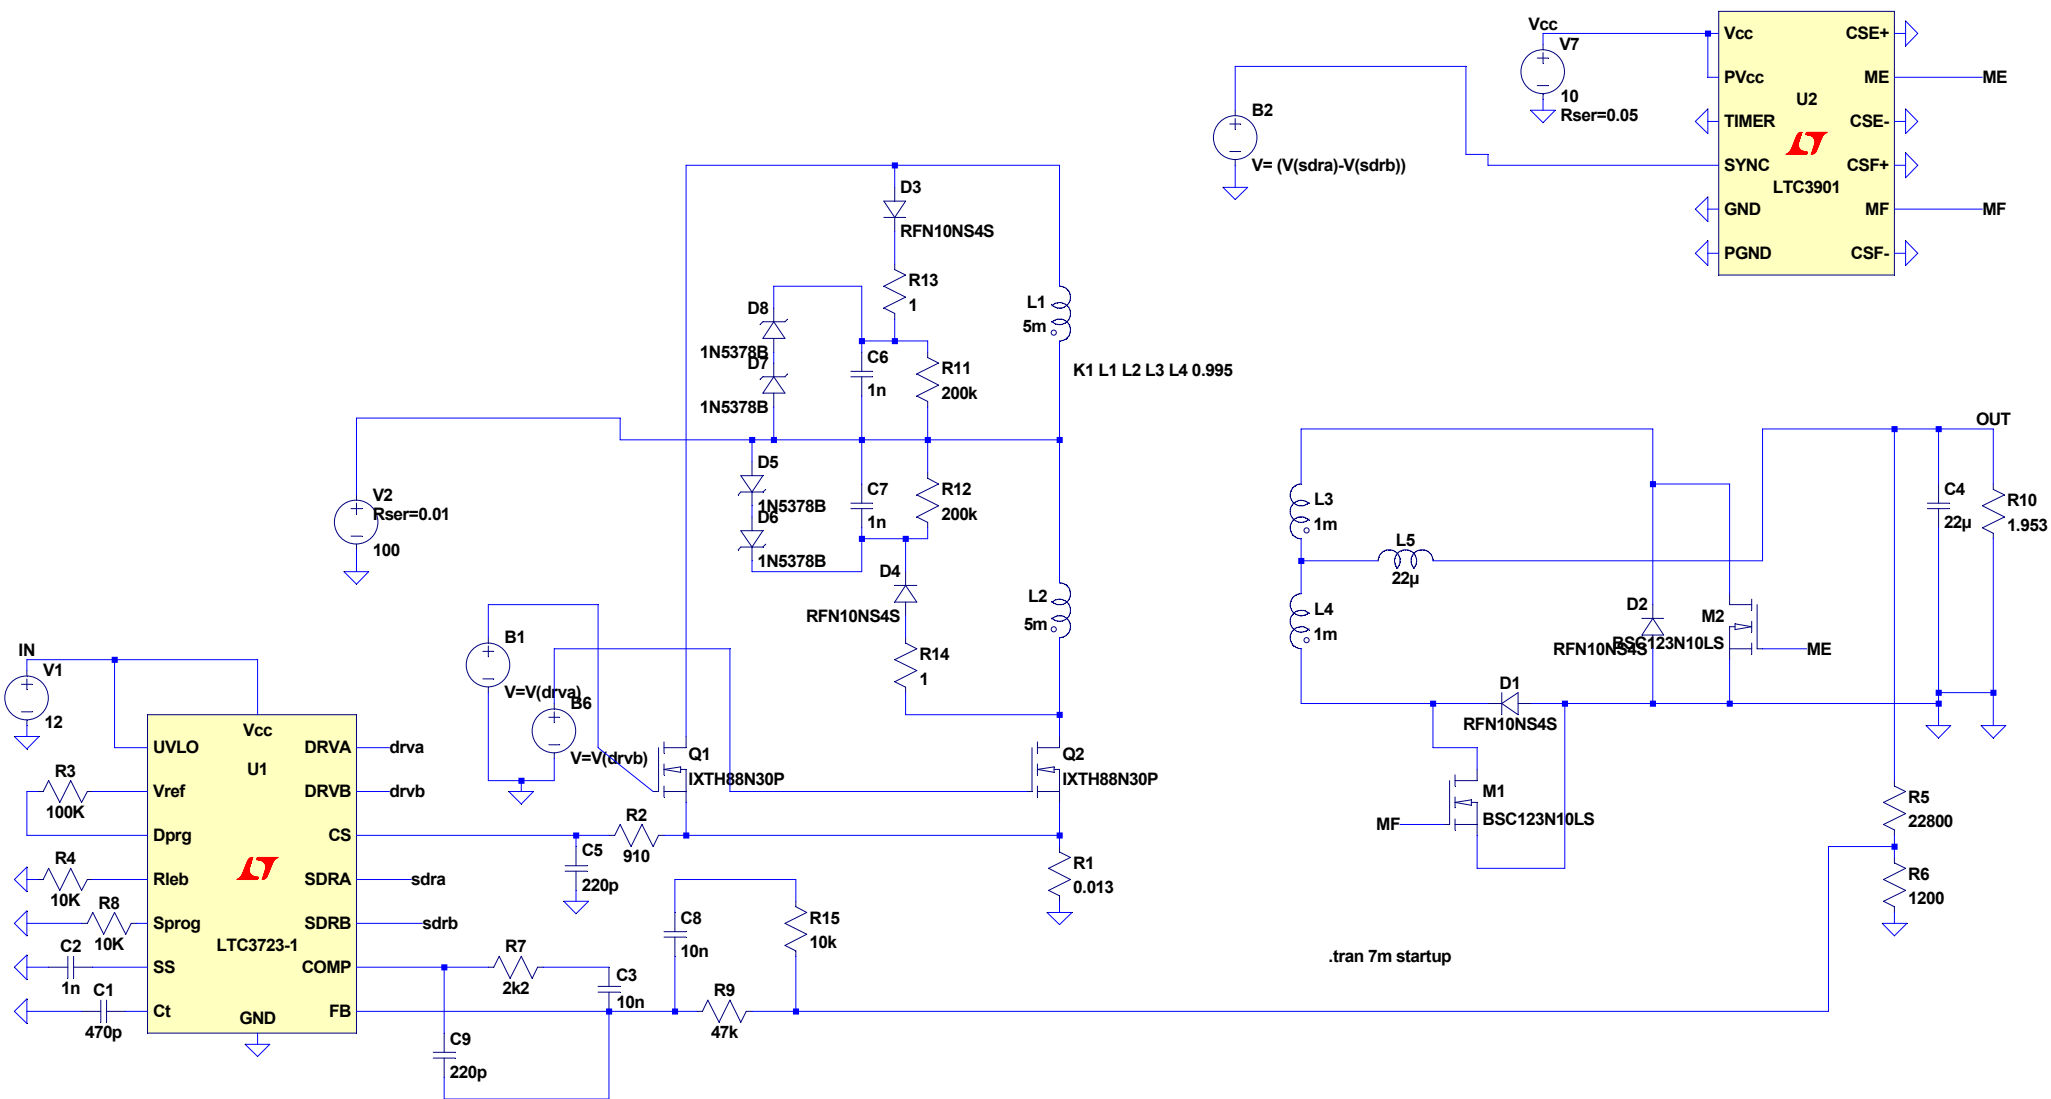 Vcc
V7
10
Rser=0.05
Vcc
PVcc
TIMER
SYNC
GND
PGND
U2
LTC3901
CSE+
ME
CSE-
CSF+
MF
CSF-
ME
MF
B2
V= (V(sdra)-V(sdrb))
D3
RFN10NS4S
R13
1
D8
1N5378B
D7
1N5378B
C6
1n
R11
200k
L1
5m
K1 L1 L2 L3 L4 0.995
V2
Rser=0.01
100
D5
1N5378B
D6
1N5378B
C7
1n
R12
200k
D4
RFN10NS4S
R14
1
L2
5m
L3
1m
L4
1m
L5
22µ
OUT
C4
22µ
R10
1.953
D2
RFN10NS4S
M2
BSC123N10LS
ME
D1
RFN10NS4S
M1
BSC123N10LS
MF
R5
22800
R6
1200
B1
V=V(drva)
B6
V=V(drvb)
Q1
IXTH88N30P
Q2
IXTH88N30P
R2
910
C5
220p
R1
0.013
IN
V1
12
R3
100K
R4
10K
R8
10K
C2
1n
C1
470p
Vcc
U1
UVLO
Vref
Dprg
Rleb
Sprog
SS
Ct
GND
LTC3723-1
DRVA
DRVB
CS
SDRA
SDRB
COMP
FB
drva
drvb
sdra
sdrb
R7
2k2
C3
10n
C8
10n
R15
10k
R9
47k
C9
220p
.tran 7m startup